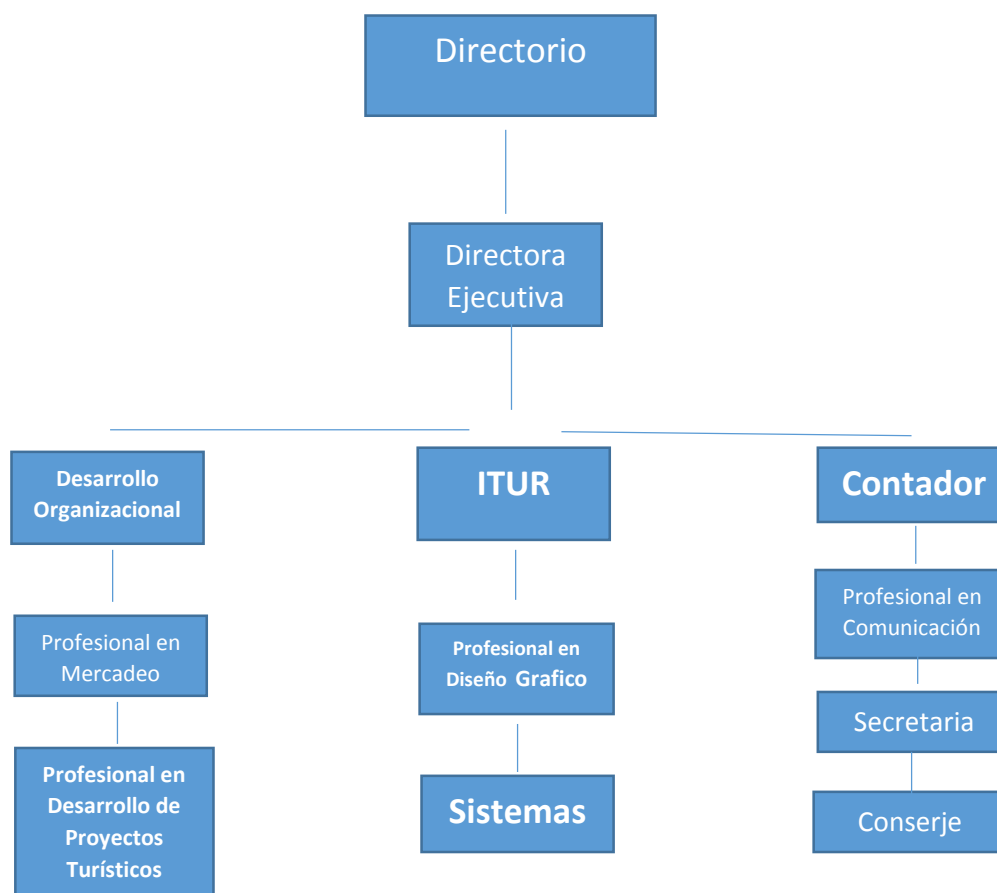 Directorio
Directora
Ejecutiva
Desarrollo
Organizacional
ITUR
Contador
Profesional en
Mercadeo
Profesional en
Diseño Grafico
Profesional en
Comunicación
Secretaria
Profesional en
Desarrollo de
Proyectos
Turísticos
Sistemas
Conserje